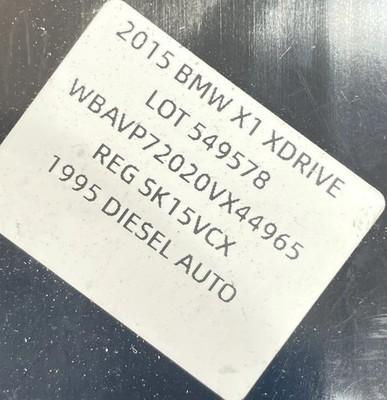 2015 BMW X1 XDRIVE
LOT 549578
WBAVP72020VX44965
REG SK15VCX
1995 DIESEL AUTO